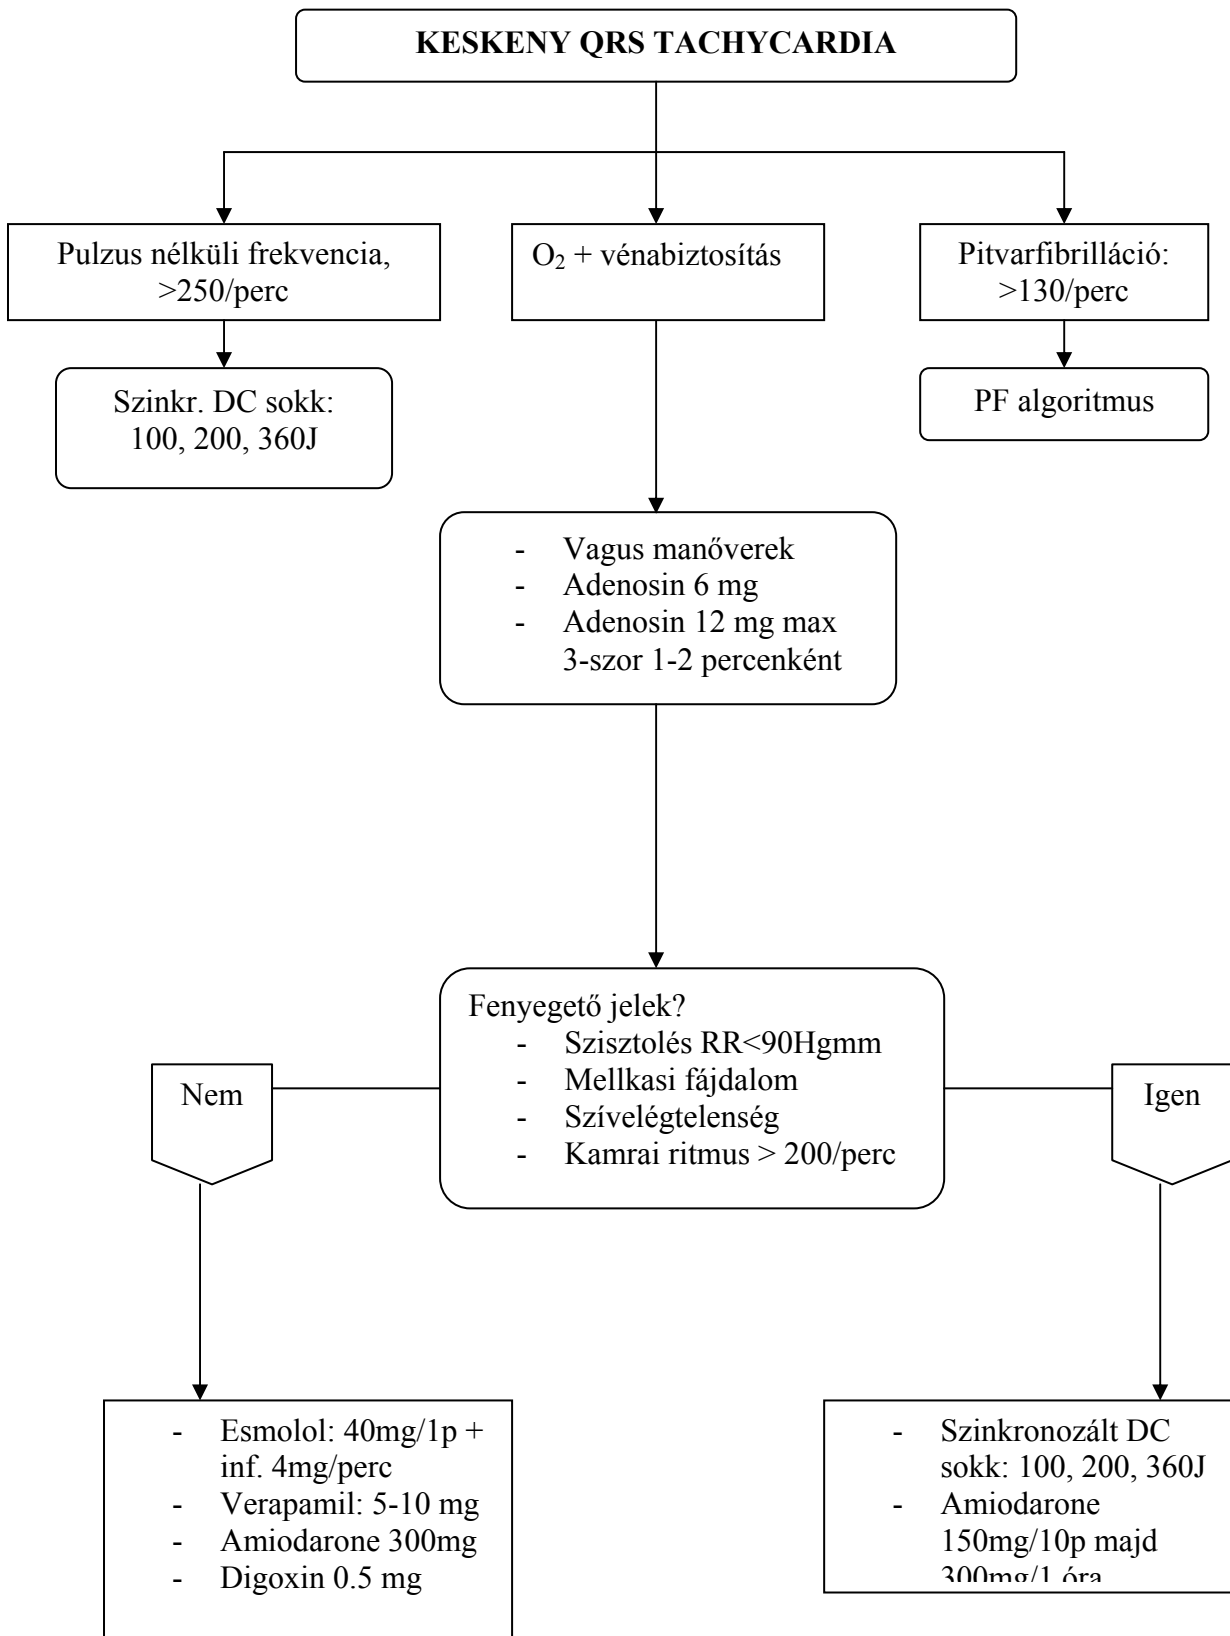 KESKENY QRS TACHYCARDIA
Pulzus nélküli frekvencia,
>250/perc
O₂ + vénabiztosítás
Pitvarfibrilláció:
>130/perc
Szinkr. DC sokk:
100, 200, 360J
PF algoritmus
- Vagus manőverek
- Adenosin 6 mg
- Adenosin 12 mg max
3-szor 1-2 percenként
Fenyegető jelek?
- Szisztolés RR<90Hgmm
- Mellkasi fájdalom
- Szívelégtelenség
- Kamrai ritmus > 200/perc
Nem
Igen
- Esmolol: 40mg/1p +
inf. 4mg/perc
- Verapamil: 5-10 mg
- Amiodarone 300mg
- Digoxin 0.5 mg
- Szinkronozált DC
sokk: 100, 200, 360J
- Amiodarone
150mg/10p majd
300mg/1 óra